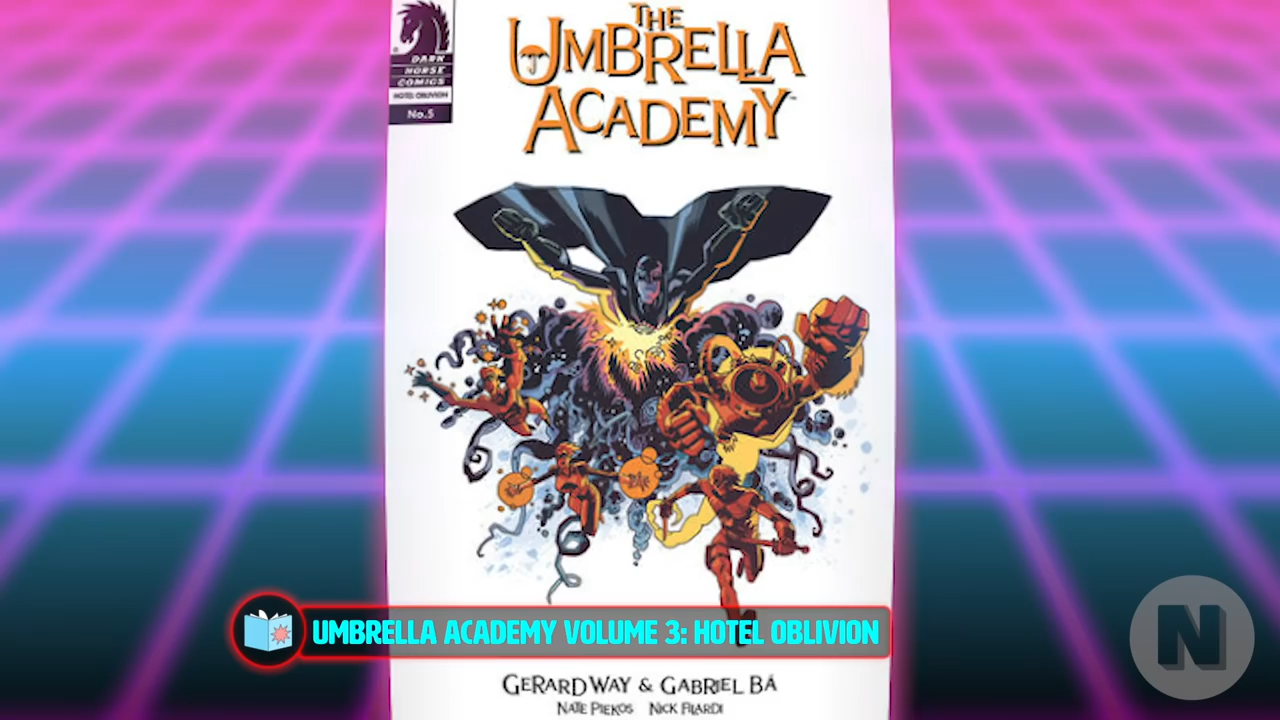 DARK
HORSE
COMICS
HOTEL OBLIVION
No.5
THE
UMBRELLA
ACADEMY™
UMBRELLA ACADEMY VOLUME 3: HOTEL OBLIVION
GERARD WAY & GABRIEL BÁ
NATE PIEKOS NICK FILARDI
N